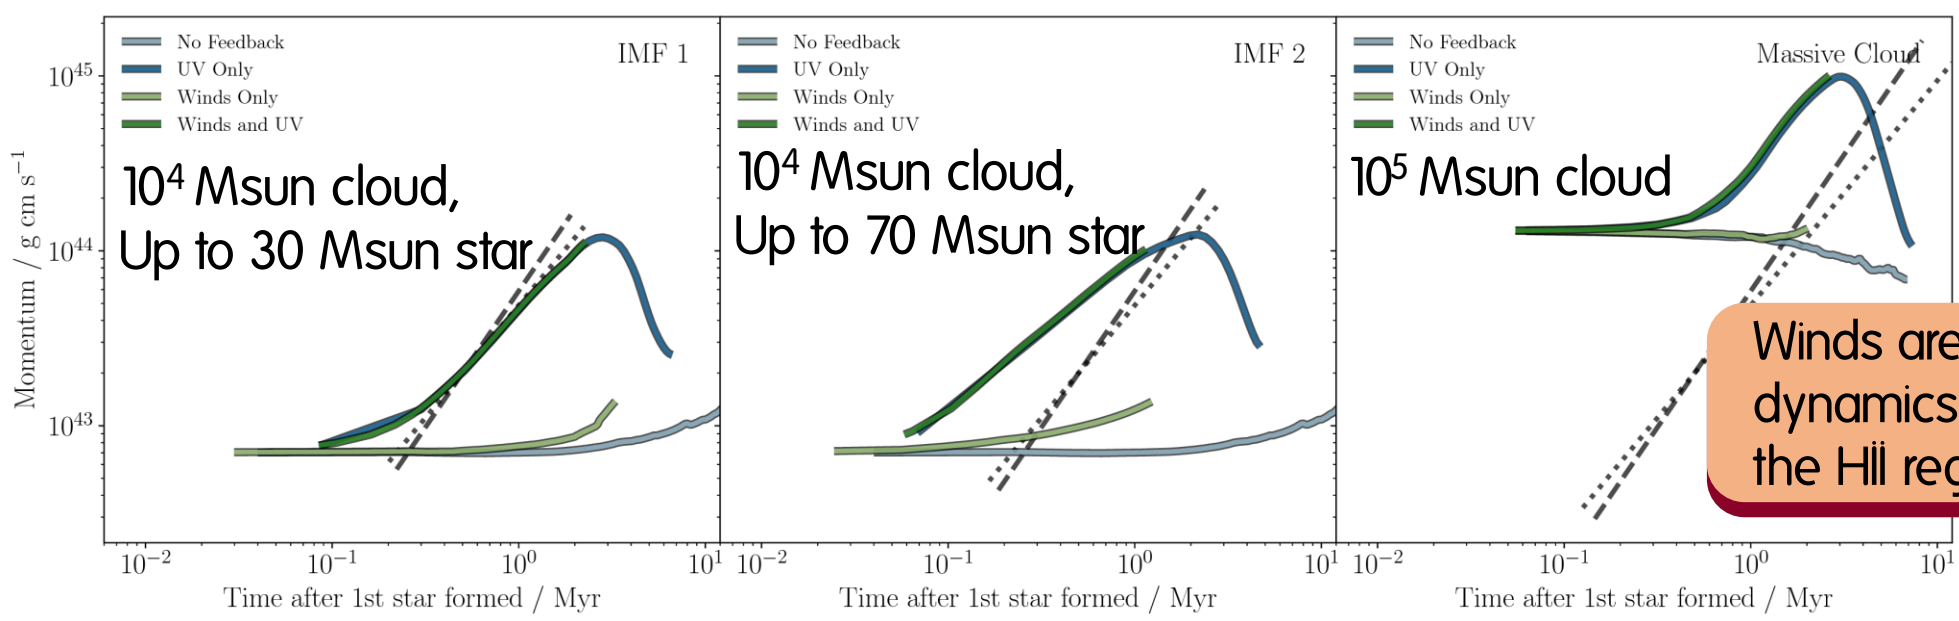 No Feedback
UV Only
Winds Only
Winds and UV
IMF 1
10⁴ Msun cloud,
Up to 30 Msun star
No Feedback
UV Only
Winds Only
Winds and UV
IMF 2
10⁴ Msun cloud,
Up to 70 Msun star
No Feedback
UV Only
Winds Only
Winds and UV
Massive Cloud
10⁵ Msun cloud
Winds are
dynamics
the HII reg
Momentum / g cm s⁻¹
10⁴⁵
10⁴⁴
10⁴³
10⁻² 10⁻¹ 10⁰ 10¹
10⁻² 10⁻¹ 10⁰ 10¹
10⁻² 10⁻¹ 10⁰ 10¹
Time after 1st star formed / Myr
Time after 1st star formed / Myr
Time after 1st star formed / Myr